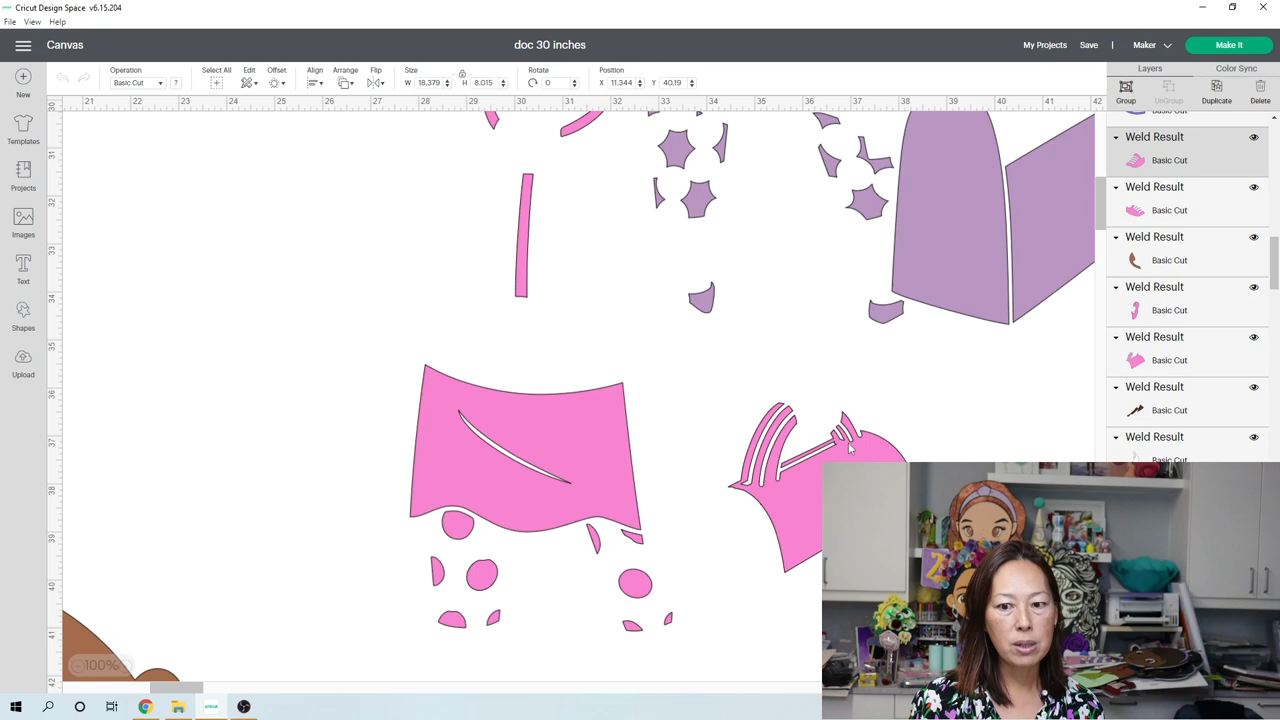 Cricut Design Space v6.15.204
File View Help
Canvas
doc 30 inches
My Projects Save | Maker Make It
Operation
Basic Cut ?
Select All Edit Offset Align Arrange Flip Size Rotate Position
W 18.379 H 8.015 0 X 11.344 Y 40.19
Layers Color Sync
Group UnGroup Duplicate Delete
New
Templates
Projects
Images
Text
Shapes
Upload
21 22 23 24 25 26 27 28 29 30 31 32 33 34 35 36 37 38 39 40 41 42
30
31
32
33
34
35
36
37
38
39
40
41
42
Weld Result
Basic Cut
Weld Result
Basic Cut
Weld Result
Basic Cut
Weld Result
Basic Cut
Weld Result
Basic Cut
Weld Result
Basic Cut
Weld Result
100%
cricut